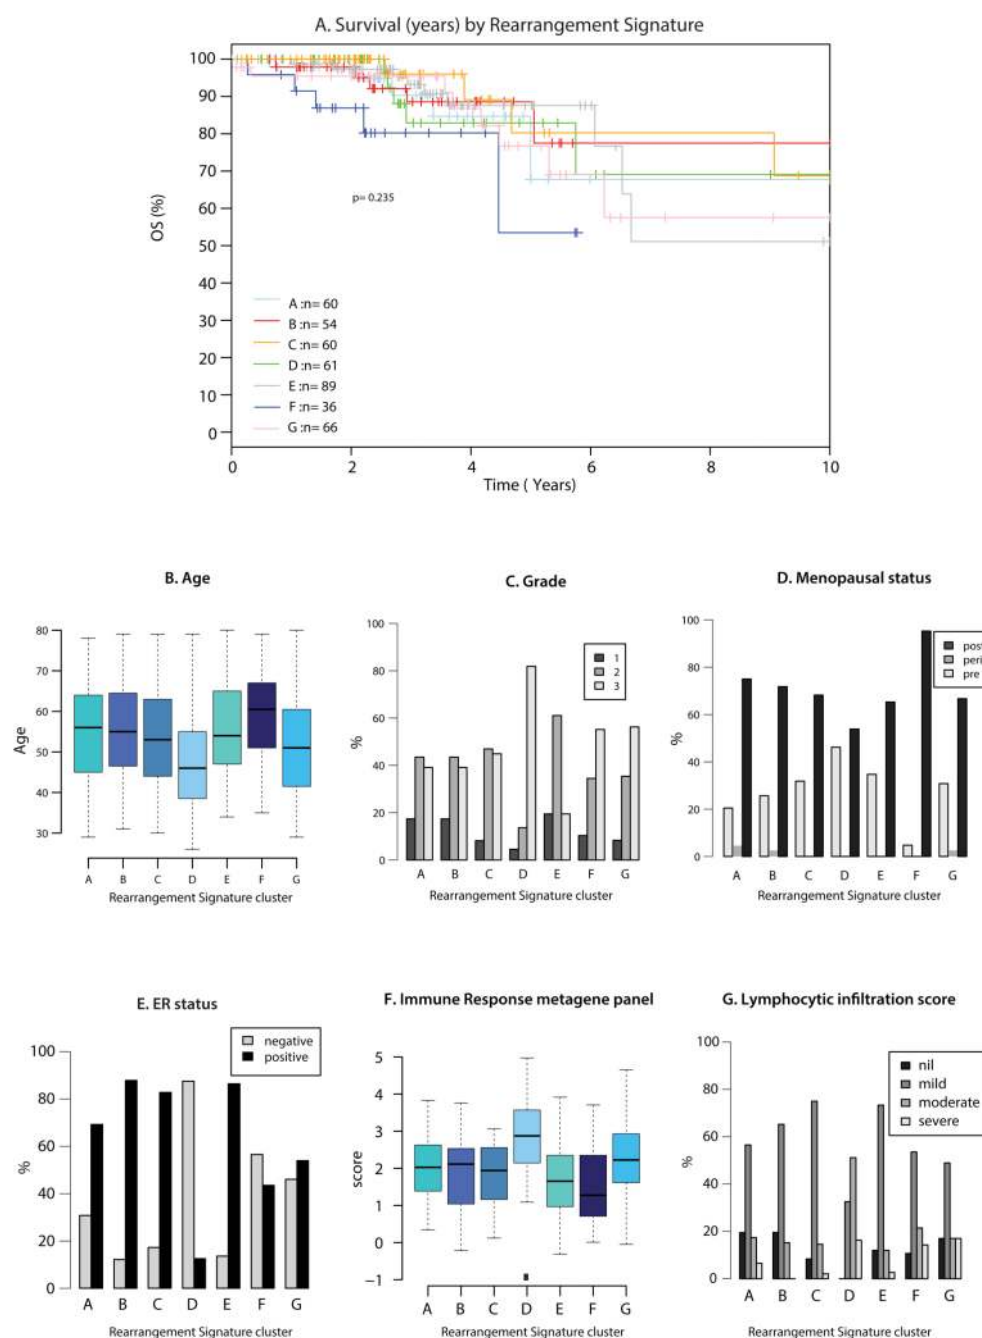 A. Survival (years) by Rearrangement Signature
100
90
80
70
60
50
40
30
20
10
0
OS (%)
p= 0.235
A :n= 60
B :n= 54
C :n= 60
D :n= 61
E :n= 89
F :n= 36
G :n= 66
0 2 4 6 8 10
Time ( Years)
B. Age
80
70
60
50
40
30
Age
A B C D E F G
Rearrangement Signature cluster
C. Grade
100
80
60
40
20
0
%
1
2
3
A B C D E F G
Rearrangement Signature cluster
D. Menopausal status
100
80
60
40
20
0
%
post
peri
pre
A B C D E F G
Rearrangement Signature cluster
E. ER status
100
80
60
40
20
0
%
negative
positive
A B C D E F G
Rearrangement Signature cluster
F. Immune Response metagene panel
5
4
3
2
1
0
−1
score
A B C D E F G
Rearrangement Signature cluster
G. Lymphocytic infiltration score
100
80
60
40
20
0
%
nil
mild
moderate
severe
A B C D E F G
Rearrangement Signature cluster